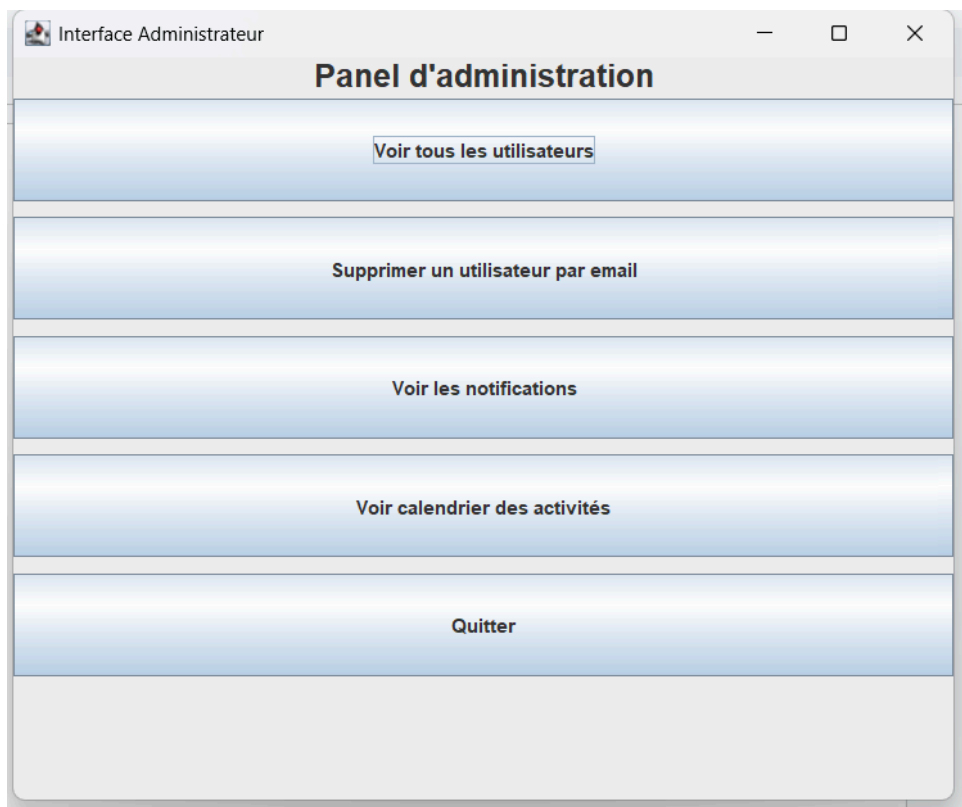 Interface Administrateur
Panel d'administration
Voir tous les utilisateurs
Supprimer un utilisateur par email
Voir les notifications
Voir calendrier des activités
Quitter